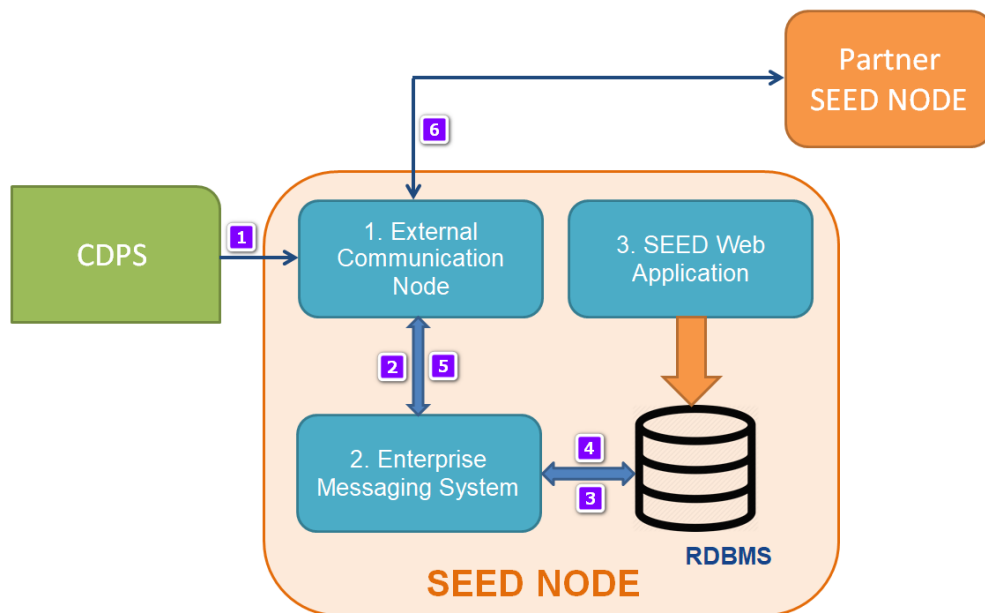 Partner
SEED NODE
6
CDPS
1
1. External
Communication
Node
3. SEED Web
Application
2
5
2. Enterprise
Messaging System
4
3
RDBMS
SEED NODE